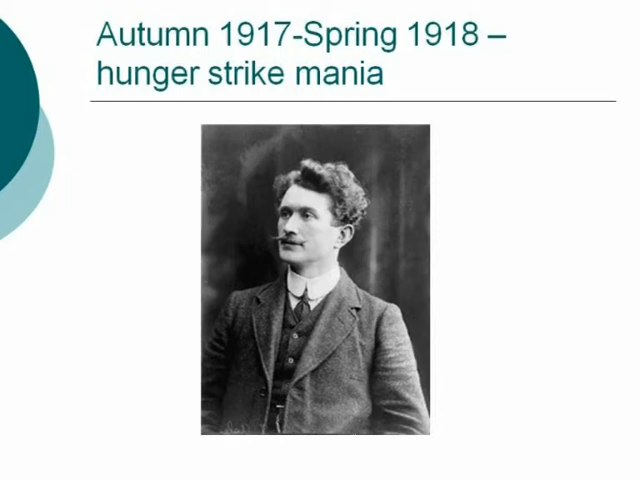 Autumn 1917-Spring 1918 –
hunger strike mania